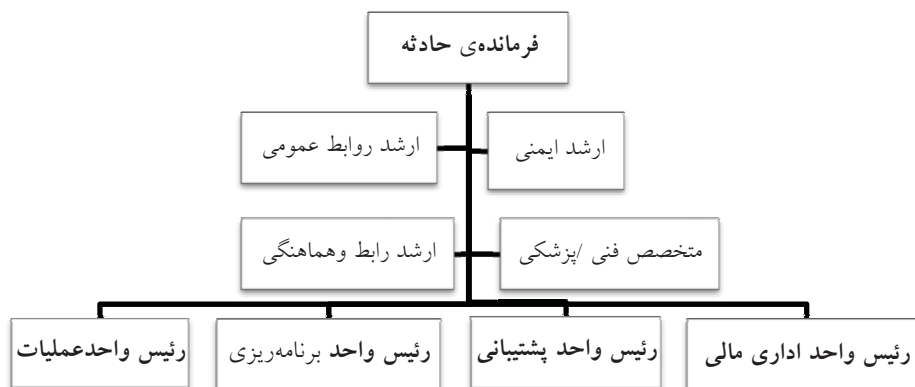 فرمانده‌ی حادثه
ارشد ایمنی
ارشد روابط عمومی
متخصص فنی /پزشکی
ارشد رابط وهماهنگی
رئیس واحد اداری مالی
رئیس واحد پشتیبانی
رئیس واحد برنامه‌ریزی
رئیس واحدعملیات